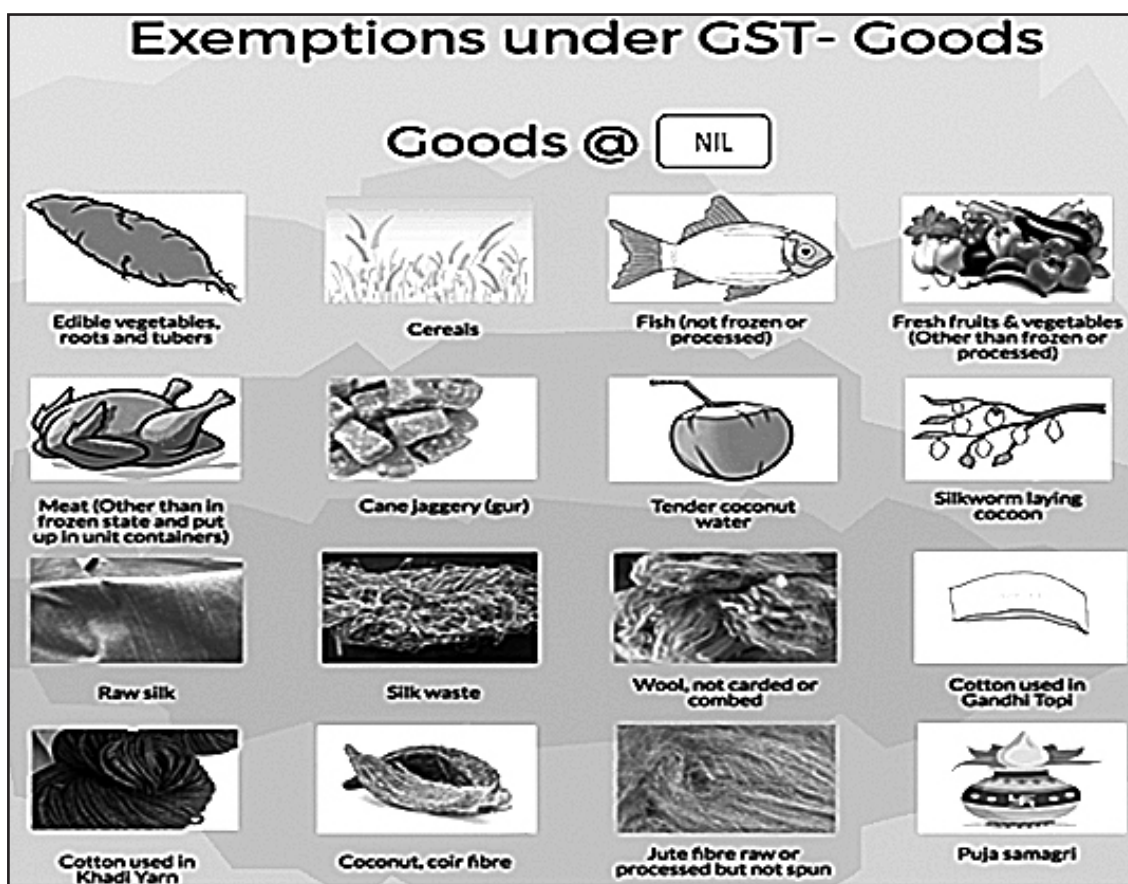 Exemptions under GST- Goods
Goods @ NIL
Edible vegetables,
roots and tubers
Cereals
Fish (not frozen or
processed)
Fresh fruits & vegetables
(Other than frozen or
processed)
Meat (Other than in
frozen state and put
up in unit containers)
Cane jaggery (gur)
Tender coconut
water
Silkworm laying
cocoon
Raw silk
Silk waste
Wool, not carded or
combed
Cotton used in
Gandhi Topi
Cotton used in
Khadi Yarn
Coconut, coir fibre
Jute fibre raw or
processed but not spun
Puja samagri